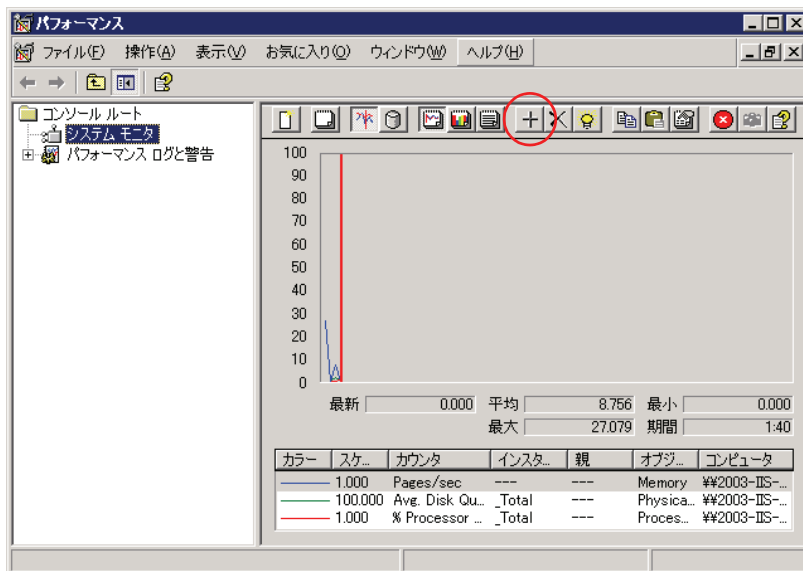 パフォーマンス
ファイル(F) 操作(A) 表示(V) お気に入り(O) ウィンドウ(W) ヘルプ(H)
コンソール ルート
システム モニタ
パフォーマンス ログと警告
100
90
80
70
60
50
40
30
20
10
0
最新 0.000 平均 8.756 最小 0.000
最大 27.079 期間 1:40
カラー スケ... カウンタ インスタ... 親 オブジ... コンピュータ
1.000 Pages/sec --- --- Memory ¥¥2003-IIS-...
100.000 Avg. Disk Qu... _Total --- Physica... ¥¥2003-IIS-...
1.000 % Processor ... _Total --- Proces... ¥¥2003-IIS-...